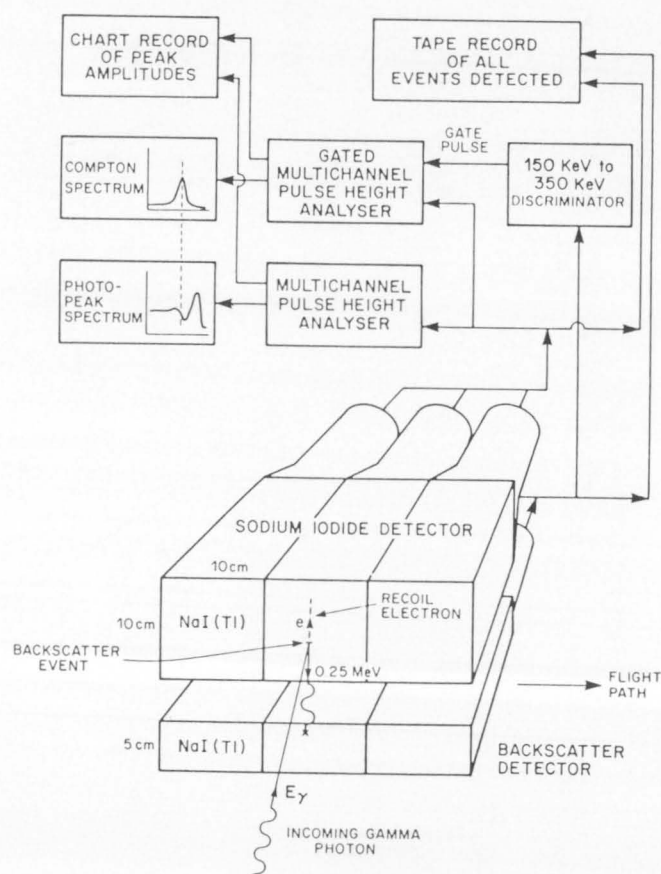 CHART RECORD
OF PEAK
AMPLITUDES
TAPE RECORD
OF ALL
EVENTS DETECTED
COMPTON
SPECTRUM
GATED
MULTICHANNEL
PULSE HEIGHT
ANALYSER
GATE
PULSE
150 KeV to
350 KeV
DISCRIMINATOR
PHOTO-
PEAK
SPECTRUM
MULTICHANNEL
PULSE HEIGHT
ANALYSER
SODIUM IODIDE DETECTOR
10cm
10cm
NaI (Tl)
e
RECOIL
ELECTRON
BACKSCATTER
EVENT
0.25 MeV
FLIGHT
PATH
5cm
NaI (Tl)
BACKSCATTER
DETECTOR
Eγ
INCOMING GAMMA
PHOTON